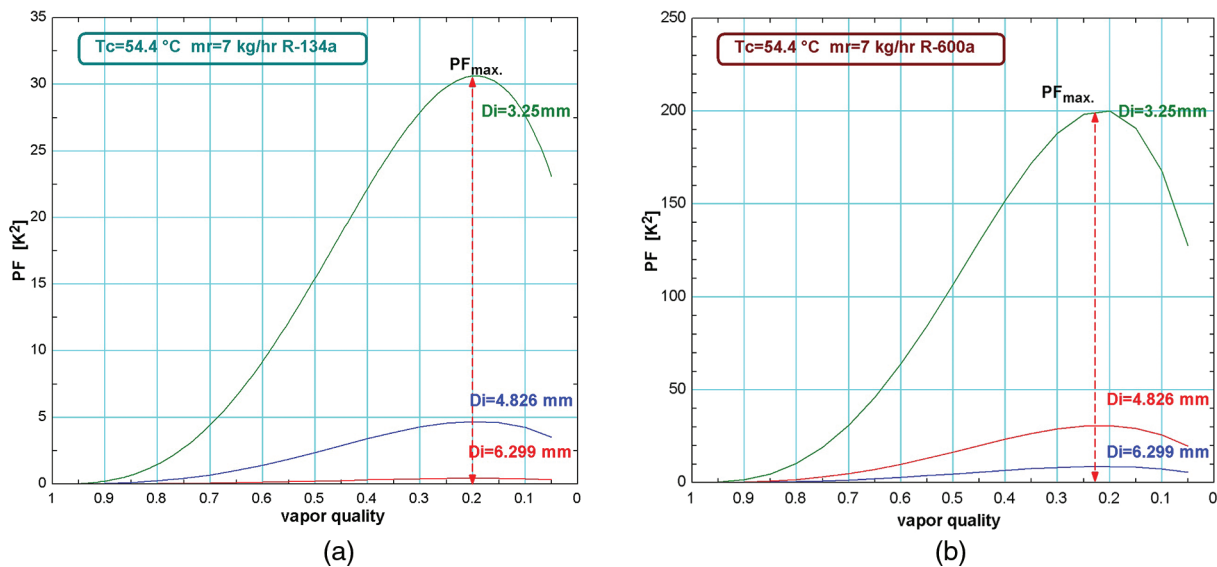 35
30
25
20
15
10
5
0
PF [K²]
Tc=54.4 °C mr=7 kg/hr R-134a
PFmax.
Di=3.25mm
Di=4.826 mm
Di=6.299 mm
1 0.9 0.8 0.7 0.6 0.5 0.4 0.3 0.2 0.1 0
vapor quality
(a)
250
200
150
100
50
0
PF [K²]
Tc=54.4 °C mr=7 kg/hr R-600a
PFmax.
Di=3.25mm
Di=4.826 mm
Di=6.299 mm
1 0.9 0.8 0.7 0.6 0.5 0.4 0.3 0.2 0.1 0
vapor quality
(b)